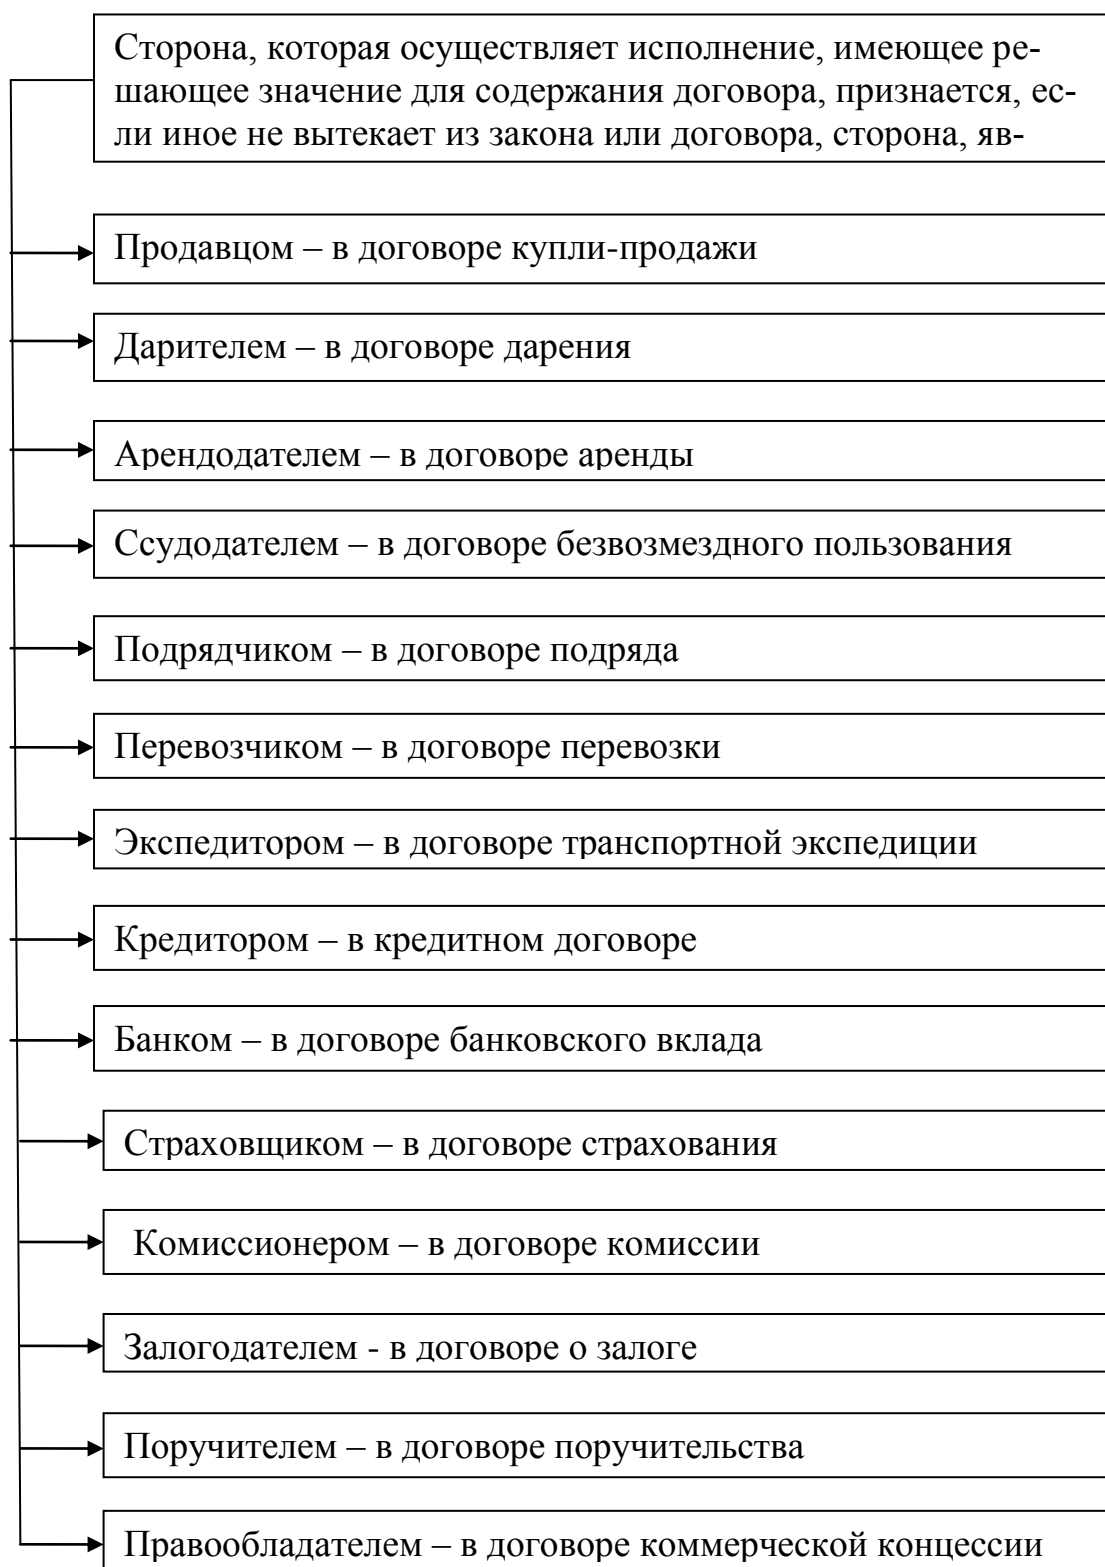 Сторона, которая осуществляет исполнение, имеющее ре-
шающее значение для содержания договора, признается, ес-
ли иное не вытекает из закона или договора, сторона, яв-
Продавцом – в договоре купли-продажи
Дарителем – в договоре дарения
Арендодателем – в договоре аренды
Ссудодателем – в договоре безвозмездного пользования
Подрядчиком – в договоре подряда
Перевозчиком – в договоре перевозки
Экспедитором – в договоре транспортной экспедиции
Кредитором – в кредитном договоре
Банком – в договоре банковского вклада
Страховщиком – в договоре страхования
Комиссионером – в договоре комиссии
Залогодателем - в договоре о залоге
Поручителем – в договоре поручительства
Правообладателем – в договоре коммерческой концессии